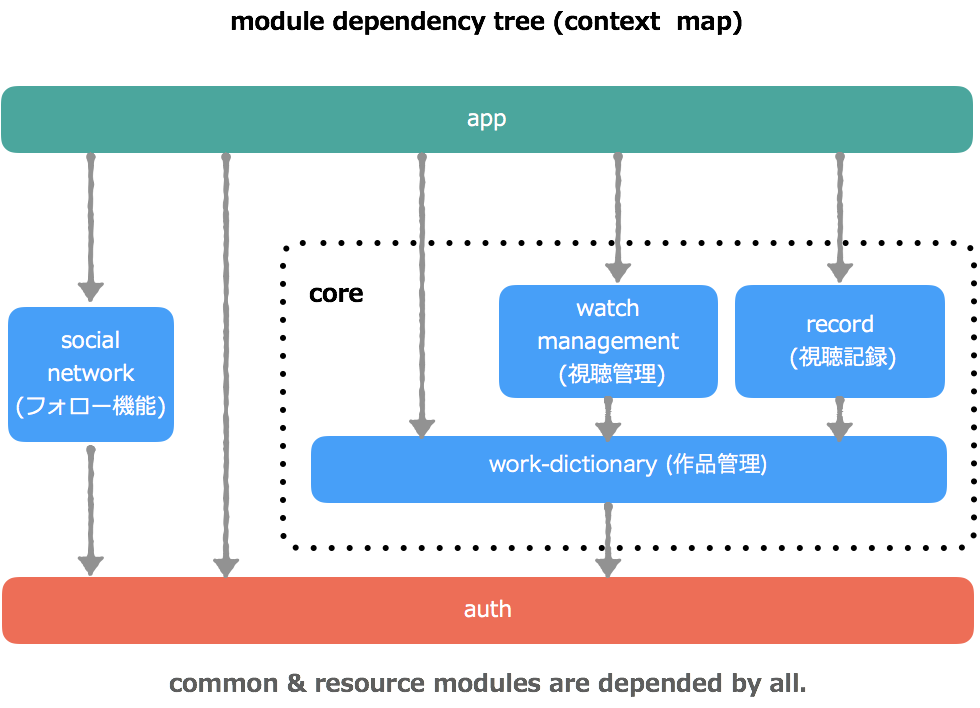 module dependency tree (context map)
app
core
social
network
(フォロー機能)
watch
management
(視聴管理)
record
(視聴記録)
work-dictionary (作品管理)
auth
common & resource modules are depended by all.